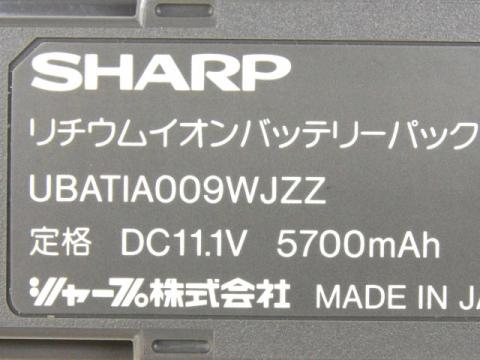 SHARP
リチウムイオンバッテリーパック
UBATIA009WJZZ
定格 DC11.1V 5700mAh
シャープ株式会社 MADE IN JA